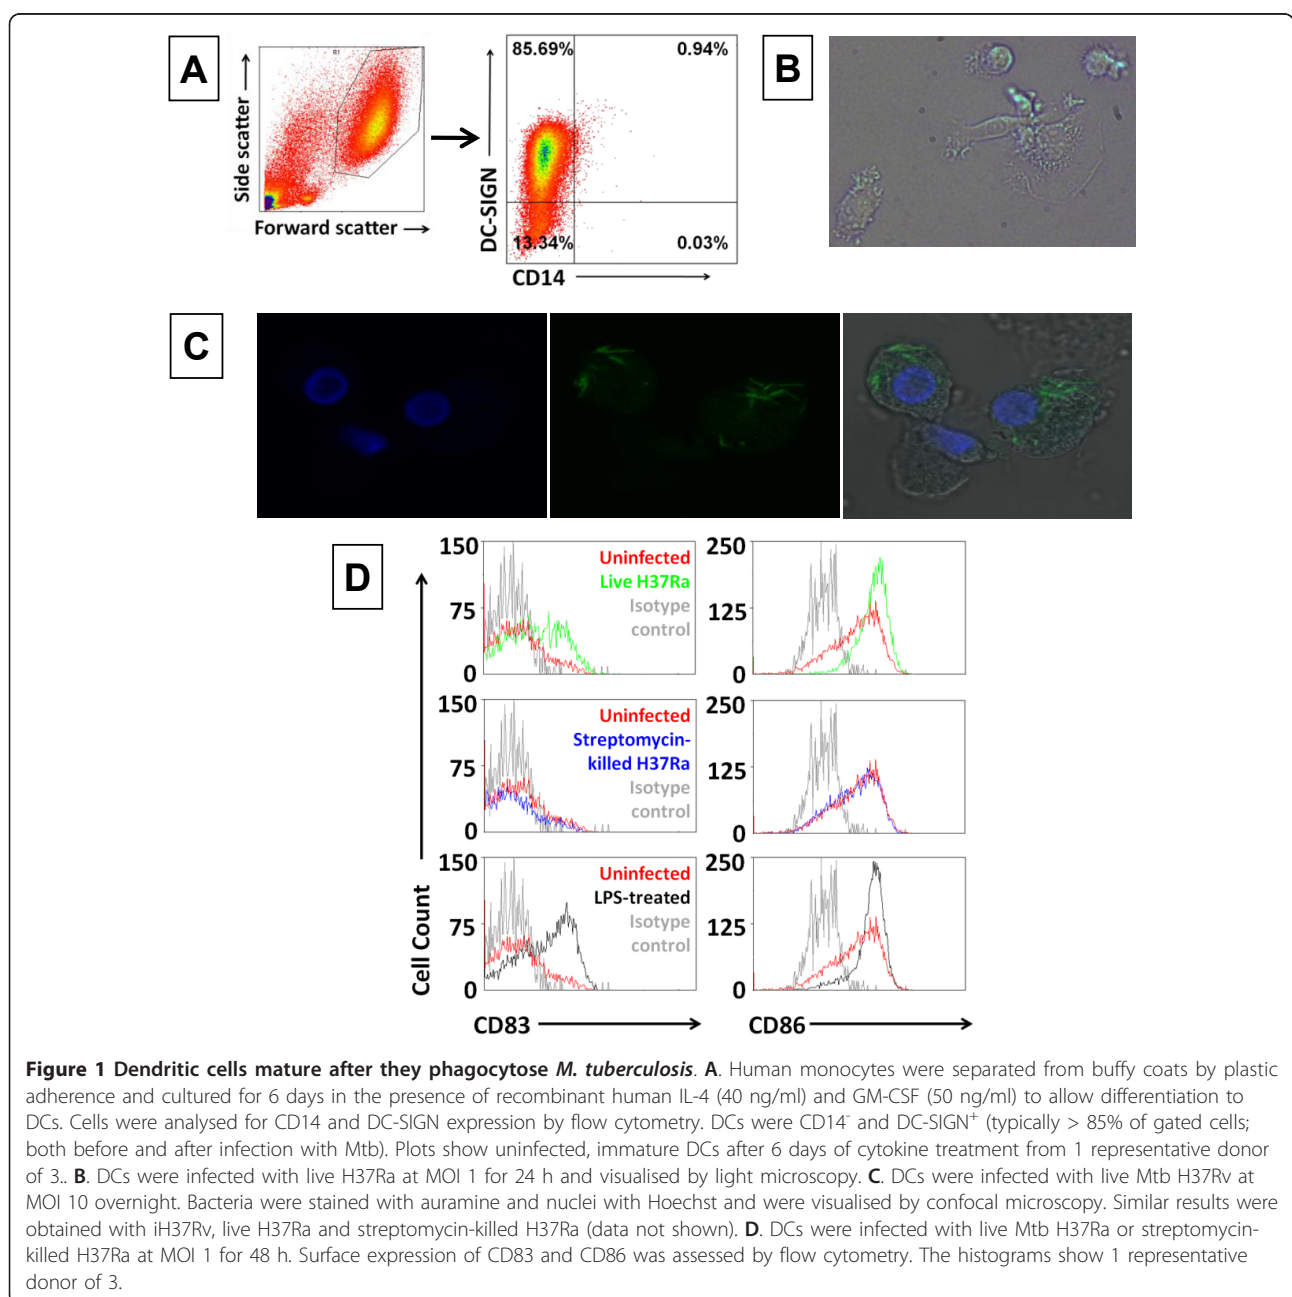 A
R1
Side scatter
Forward scatter
85.69%
0.94%
13.34%
0.03%
DC-SIGN
CD14
B
C
D
150
75
0
Uninfected
Live H37Ra
Isotype
control
250
125
0
150
75
0
Uninfected
Streptomycin-
killed H37Ra
Isotype
control
250
125
0
150
75
0
Uninfected
LPS-treated
Isotype
control
250
125
0
Cell Count
CD83
CD86
Figure 1 Dendritic cells mature after they phagocytose M. tuberculosis. A. Human monocytes were separated from buffy coats by plastic
adherence and cultured for 6 days in the presence of recombinant human IL-4 (40 ng/ml) and GM-CSF (50 ng/ml) to allow differentiation to
DCs. Cells were analysed for CD14 and DC-SIGN expression by flow cytometry. DCs were CD14⁻ and DC-SIGN⁺ (typically > 85% of gated cells;
both before and after infection with Mtb). Plots show uninfected, immature DCs after 6 days of cytokine treatment from 1 representative donor
of 3.. B. DCs were infected with live H37Ra at MOI 1 for 24 h and visualised by light microscopy. C. DCs were infected with live Mtb H37Rv at
MOI 10 overnight. Bacteria were stained with auramine and nuclei with Hoechst and were visualised by confocal microscopy. Similar results were
obtained with iH37Rv, live H37Ra and streptomycin-killed H37Ra (data not shown). D. DCs were infected with live Mtb H37Ra or streptomycin-
killed H37Ra at MOI 1 for 48 h. Surface expression of CD83 and CD86 was assessed by flow cytometry. The histograms show 1 representative
donor of 3.